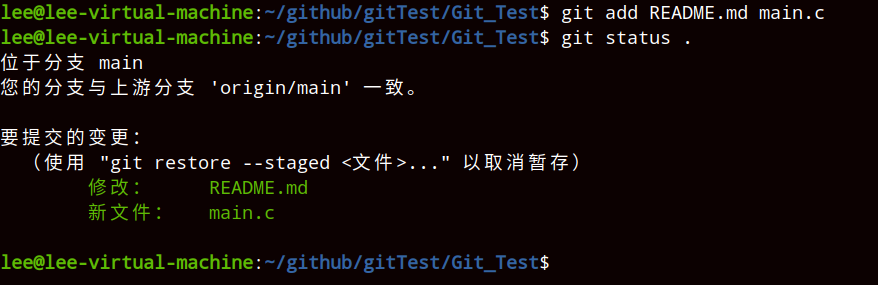 lee@lee-virtual-machine:~/github/gitTest/Git_Test$ git add README.md main.c
lee@lee-virtual-machine:~/github/gitTest/Git_Test$ git status .
位于分支 main
您的分支与上游分支 'origin/main' 一致。
要提交的变更：
（使用 "git restore --staged <文件>..." 以取消暂存）
修改： README.md
新文件： main.c
lee@lee-virtual-machine:~/github/gitTest/Git_Test$